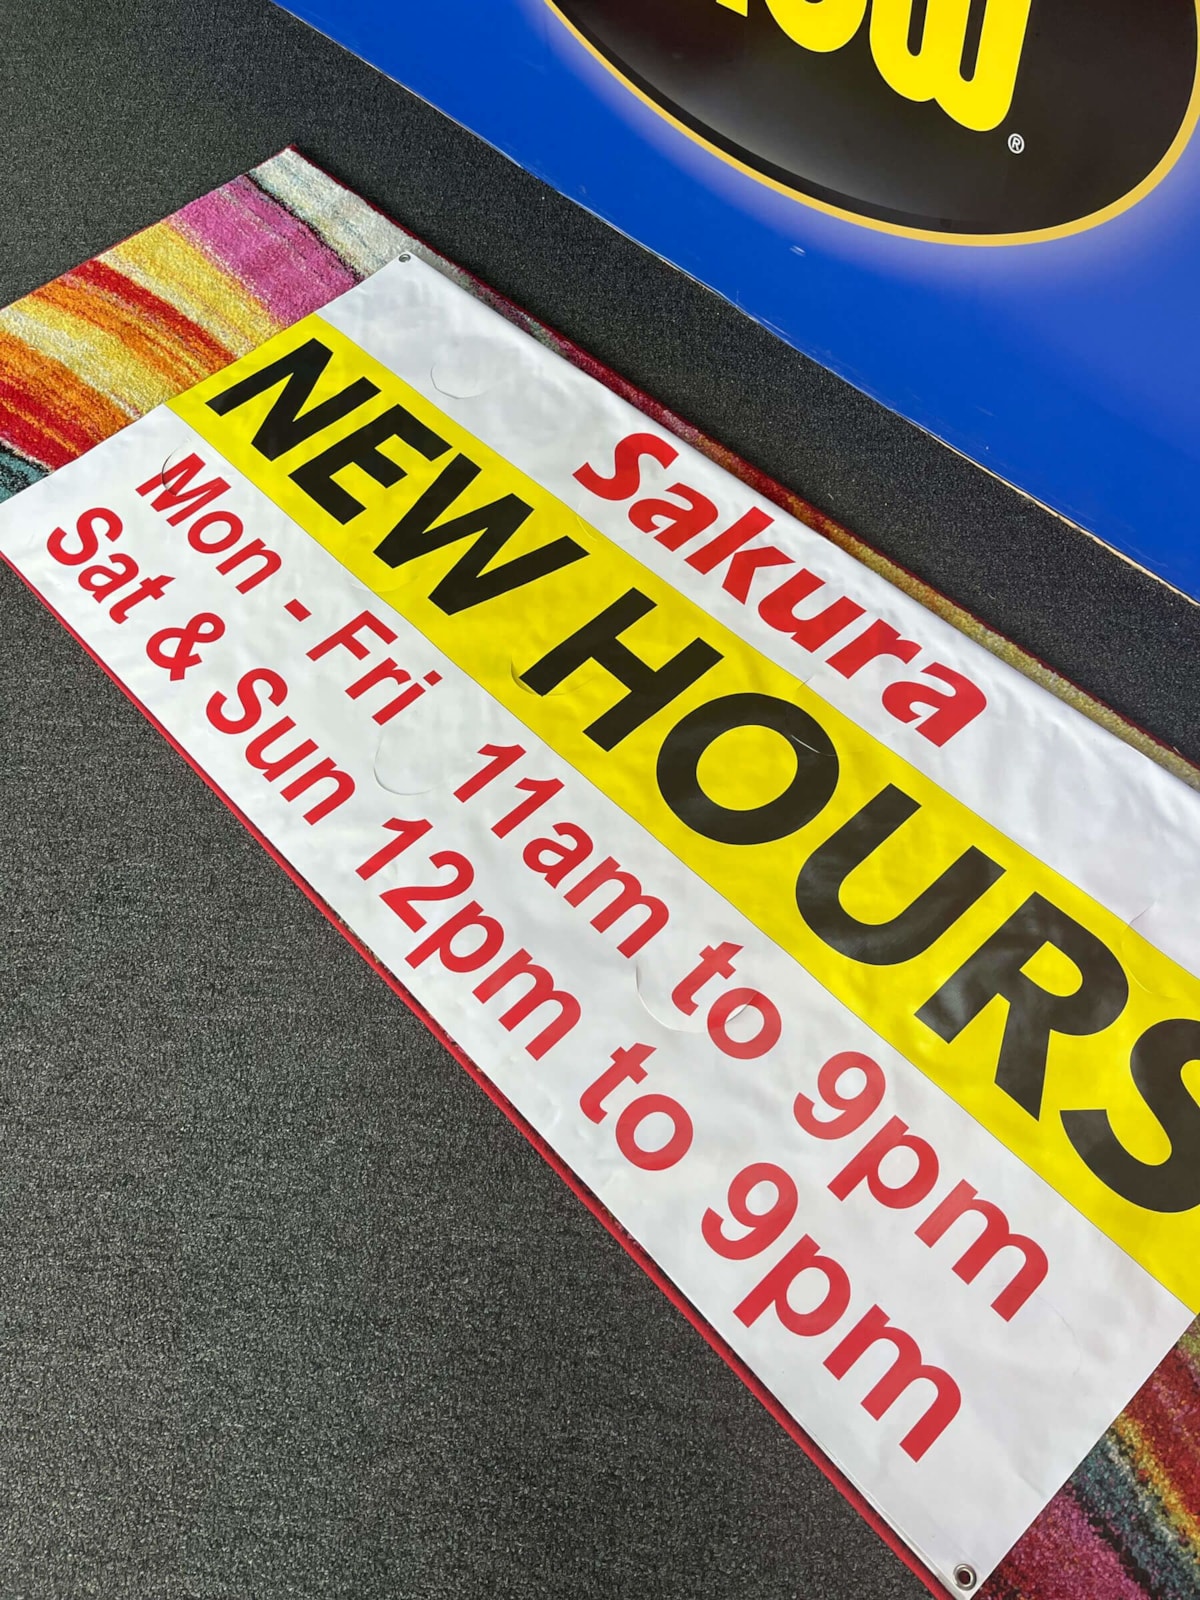 ®
Sakura
NEW HOURS
Mon - Fri 11am to 9pm
Sat & Sun 12pm to 9pm